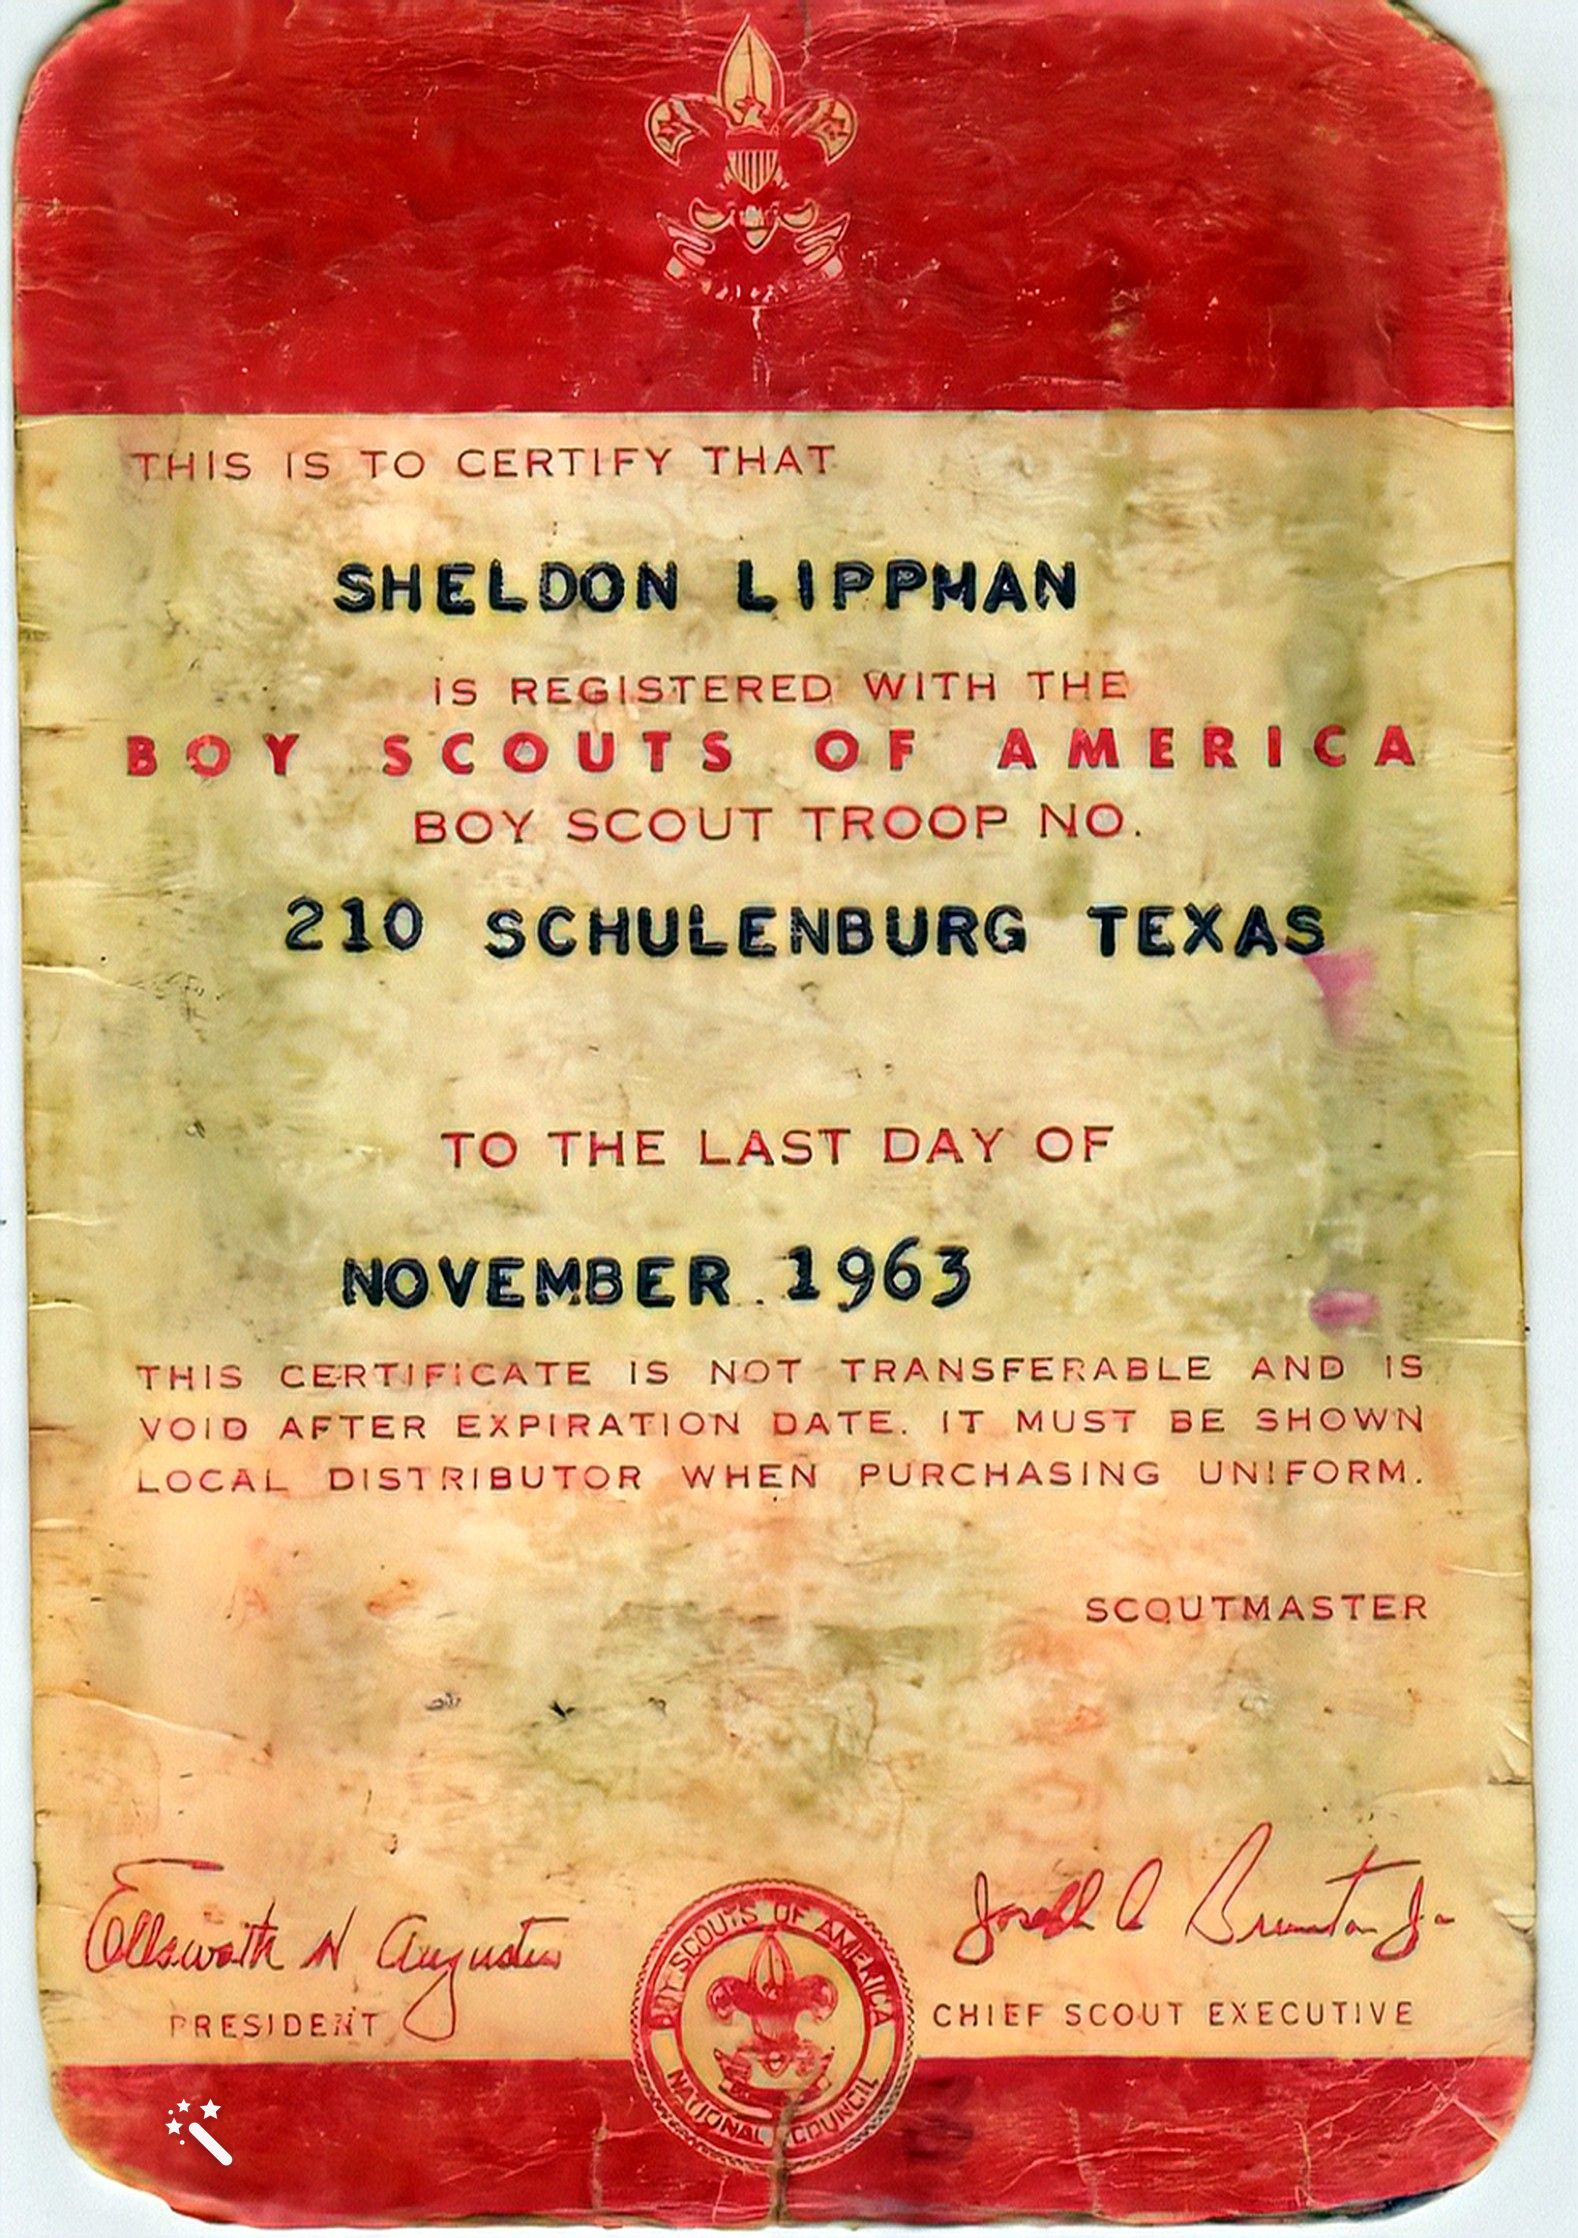 THIS IS TO CERTIFY THAT
SHELDON LIPPMAN
IS REGISTERED WITH THE
BOY SCOUTS OF AMERICA
BOY SCOUT TROOP NO.
210 SCHULENBURG TEXAS
TO THE LAST DAY OF
NOVEMBER 1963
THIS CERTIFICATE IS NOT TRANSFERABLE AND IS
VOID AFTER EXPIRATION DATE. IT MUST BE SHOWN
LOCAL DISTRIBUTOR WHEN PURCHASING UNIFORM.
SCOUTMASTER
Ellsworth H Augustus
Joseph A Brunton Jr
PRESIDENT
BOY SCOUTS OF AMERICA
NATIONAL COUNCIL
CHIEF SCOUT EXECUTIVE